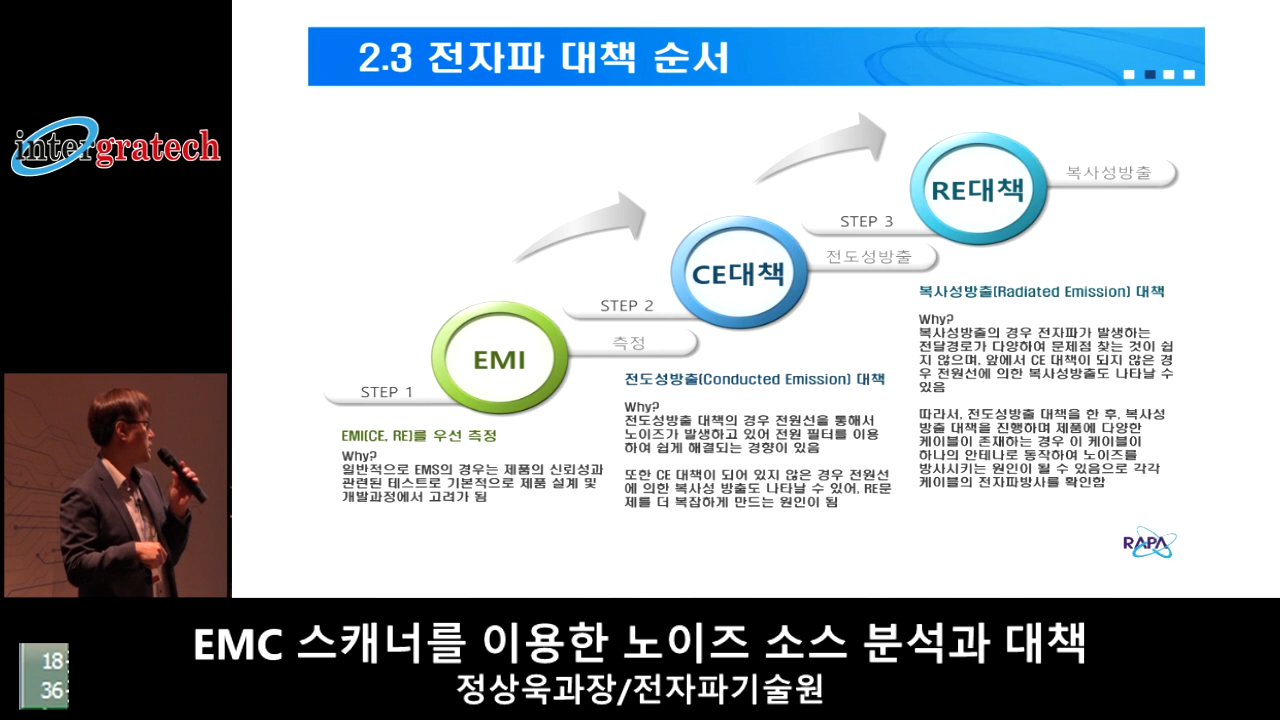 2.3 전자파 대책 순서
intergratech
RE대책
복사성방출
STEP 3
CE대책
전도성방출
STEP 2
EMI
측정
STEP 1
EMI(CE, RE)를 우선 측정
Why?
일반적으로 EMS의 경우는 제품의 신뢰성과
관련된 테스트로 기본적으로 제품 설계 및
개발과정에서 고려가 됨
전도성방출(Conducted Emission) 대책
Why?
전도성방출 대책의 경우 전원선을 통해서
노이즈가 발생하고 있어 전원 필터를 이용
하여 쉽게 해결되는 경향이 있음
또한 CE 대책이 되어 있지 않은 경우 전원선
에 의한 복사성 방출도 나타날 수 있어, RE문
제를 더 복잡하게 만드는 원인이 됨
복사성방출(Radiated Emission) 대책
Why?
복사성방출의 경우 전자파가 발생하는
전달경로가 다양하여 문제점 찾는 것이 쉽
지 않으며, 앞에서 CE 대책이 되지 않은 경
우 전원선에 의한 복사성방출도 나타날 수
있음
따라서, 전도성방출 대책을 한 후, 복사성
방출 대책을 진행하며 제품에 다양한
케이블이 존재하는 경우 이 케이블이
하나의 안테나로 동작하여 노이즈를
방사시키는 원인이 될 수 있음으로 각각
케이블의 전자파방사를 확인함
RAPA
EMC 스캐너를 이용한 노이즈 소스 분석과 대책
정상욱과장/전자파기술원
18:
36: